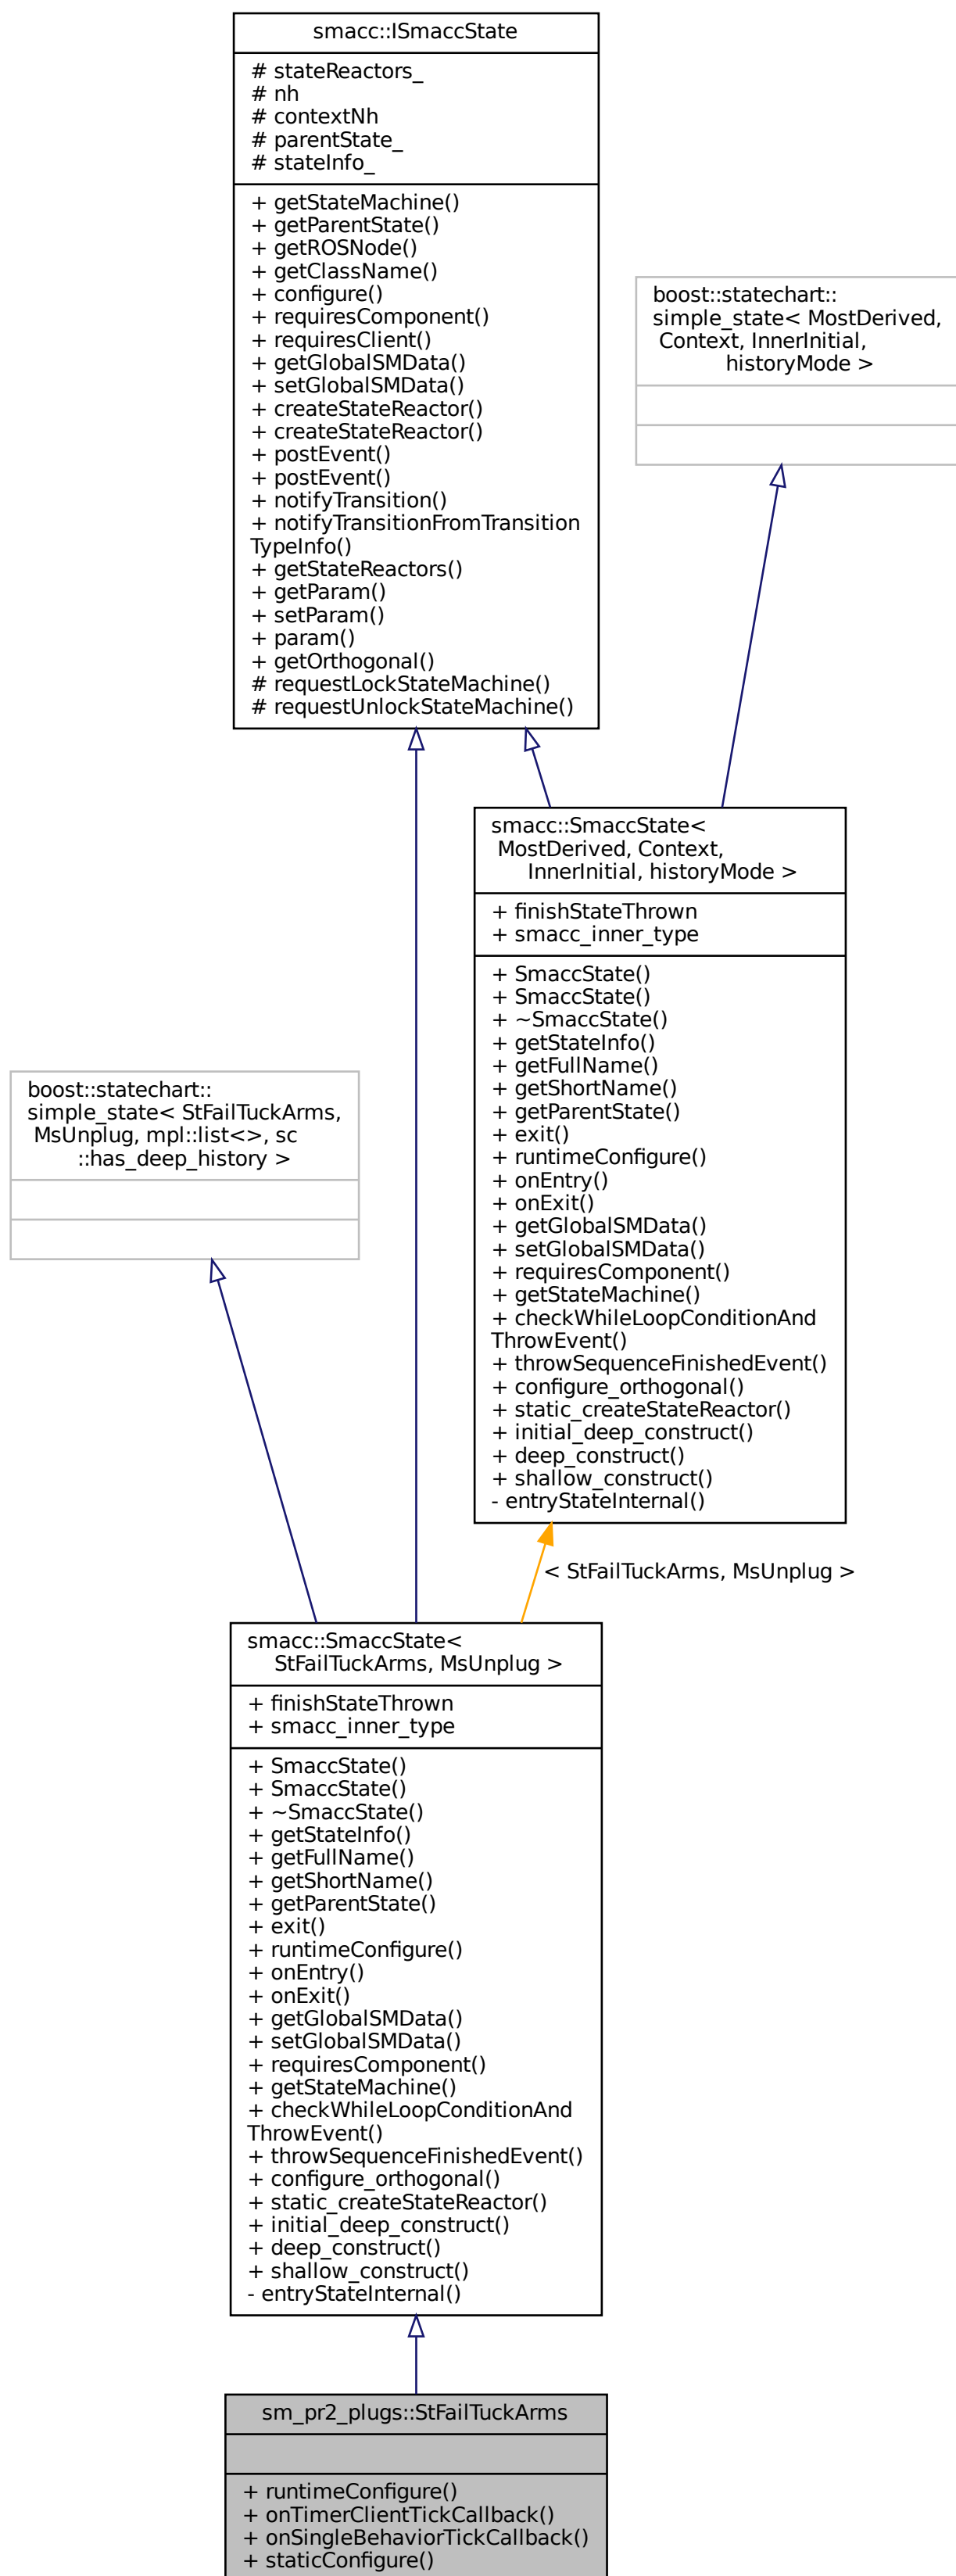 smacc::ISmaccState
# stateReactors_
# nh
# contextNh
# parentState_
# stateInfo_
+ getStateMachine()
+ getParentState()
+ getROSNode()
+ getClassName()
+ configure()
+ requiresComponent()
+ requiresClient()
+ getGlobalSMData()
+ setGlobalSMData()
+ createStateReactor()
+ createStateReactor()
+ postEvent()
+ postEvent()
+ notifyTransition()
+ notifyTransitionFromTransition
TypeInfo()
+ getStateReactors()
+ getParam()
+ setParam()
+ param()
+ getOrthogonal()
# requestLockStateMachine()
# requestUnlockStateMachine()
boost::statechart::
simple_state< MostDerived,
Context, InnerInitial,
historyMode >
smacc::SmaccState<
MostDerived, Context,
InnerInitial, historyMode >
+ finishStateThrown
+ smacc_inner_type
+ SmaccState()
+ SmaccState()
+ ~SmaccState()
+ getStateInfo()
+ getFullName()
+ getShortName()
+ getParentState()
+ exit()
+ runtimeConfigure()
+ onEntry()
+ onExit()
+ getGlobalSMData()
+ setGlobalSMData()
+ requiresComponent()
+ getStateMachine()
+ checkWhileLoopConditionAnd
ThrowEvent()
+ throwSequenceFinishedEvent()
+ configure_orthogonal()
+ static_createStateReactor()
+ initial_deep_construct()
+ deep_construct()
+ shallow_construct()
- entryStateInternal()
boost::statechart::
simple_state< StFailTuckArms,
MsUnplug, mpl::list<>, sc
::has_deep_history >
< StFailTuckArms, MsUnplug >
smacc::SmaccState<
StFailTuckArms, MsUnplug >
+ finishStateThrown
+ smacc_inner_type
+ SmaccState()
+ SmaccState()
+ ~SmaccState()
+ getStateInfo()
+ getFullName()
+ getShortName()
+ getParentState()
+ exit()
+ runtimeConfigure()
+ onEntry()
+ onExit()
+ getGlobalSMData()
+ setGlobalSMData()
+ requiresComponent()
+ getStateMachine()
+ checkWhileLoopConditionAnd
ThrowEvent()
+ throwSequenceFinishedEvent()
+ configure_orthogonal()
+ static_createStateReactor()
+ initial_deep_construct()
+ deep_construct()
+ shallow_construct()
- entryStateInternal()
sm_pr2_plugs::StFailTuckArms
+ runtimeConfigure()
+ onTimerClientTickCallback()
+ onSingleBehaviorTickCallback()
+ staticConfigure()